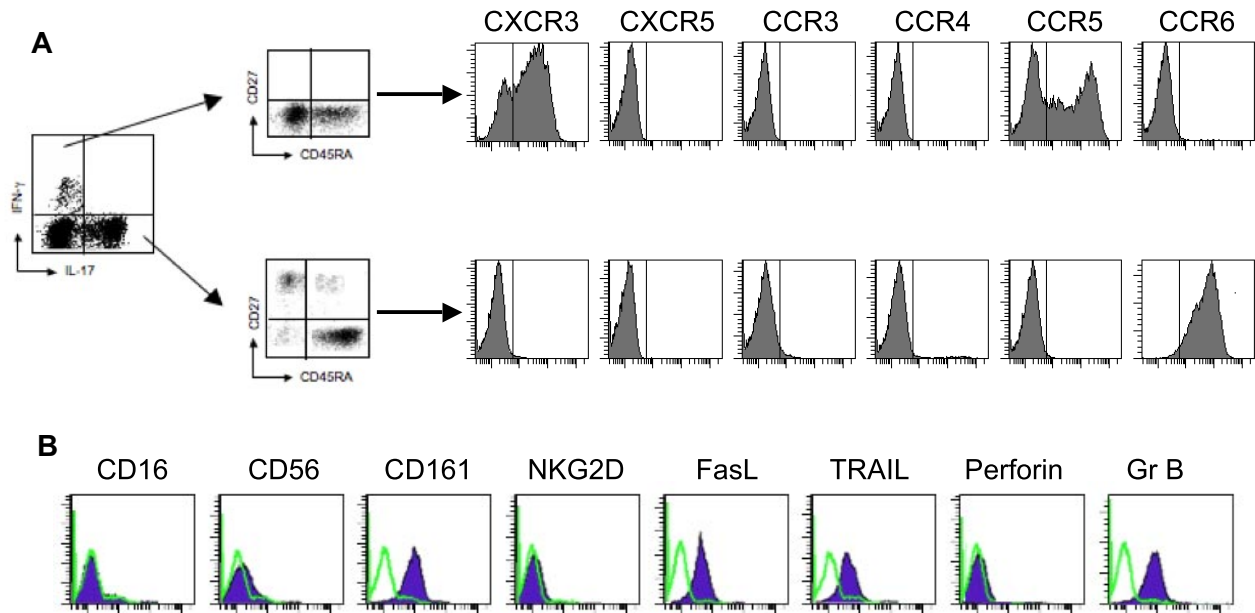 A
CXCR3 CXCR5 CCR3 CCR4 CCR5 CCR6
CD27
CD45RA
IFN-γ
IL-17
CD27
CD45RA
B
CD16 CD56 CD161 NKG2D FasL TRAIL Perforin Gr B